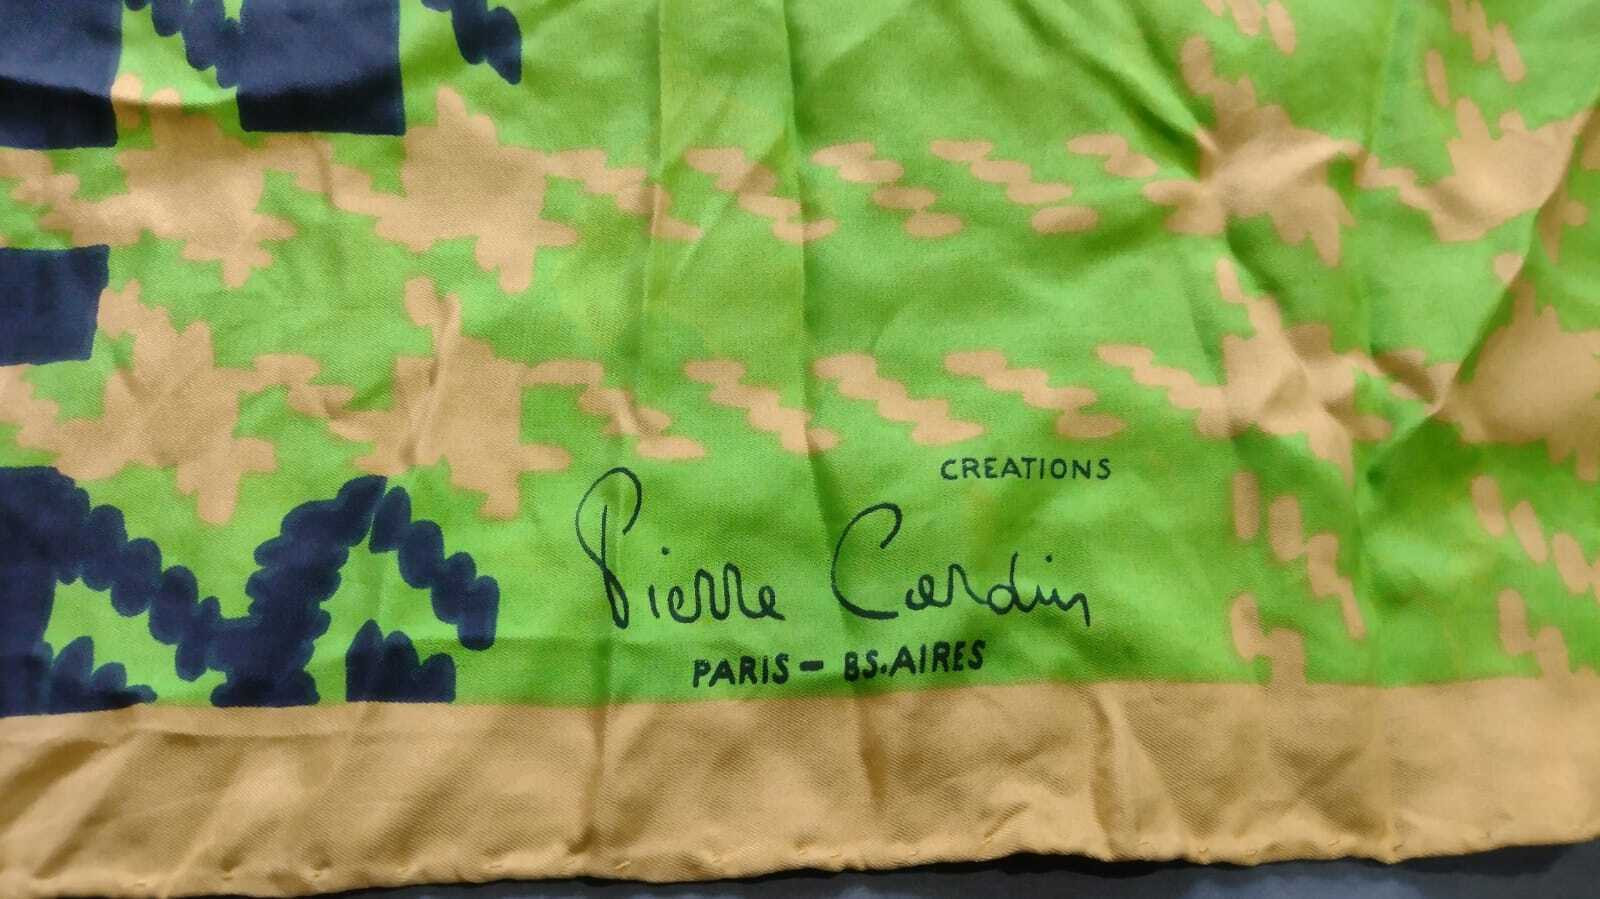 CREATIONS
Pierre Cardin
PARIS - BS.AIRES